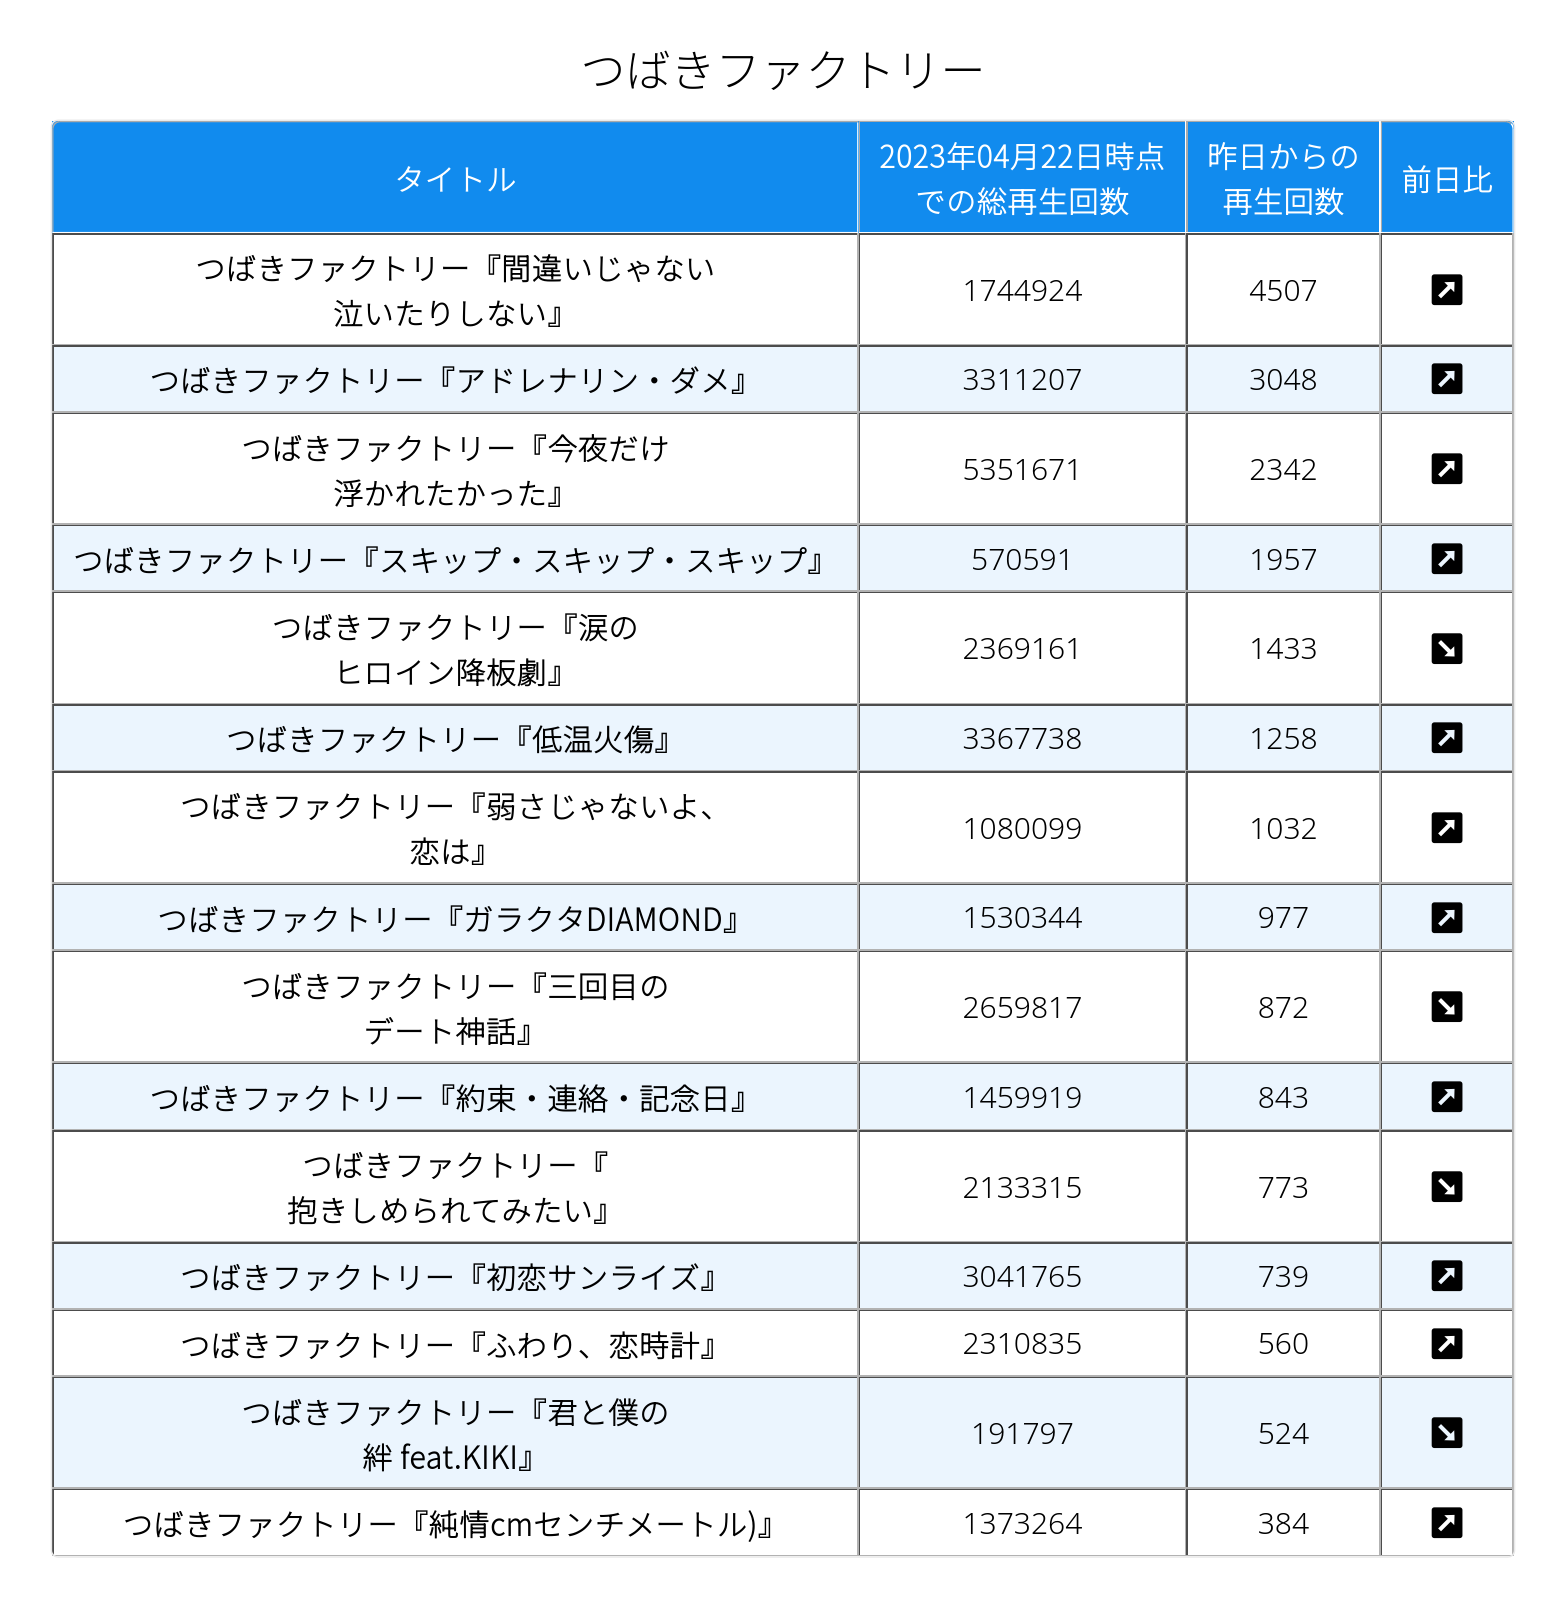 つばきファクトリー
タイトル
2023年04月22日時点
での総再生回数
昨日からの
再生回数
前日比
つばきファクトリー『間違いじゃない
泣いたりしない』
1744924
4507
つばきファクトリー『アドレナリン・ダメ』
3311207
3048
つばきファクトリー『今夜だけ
浮かれたかった』
5351671
2342
つばきファクトリー『スキップ・スキップ・スキップ』
570591
1957
つばきファクトリー『涙の
ヒロイン降板劇』
2369161
1433
つばきファクトリー『低温火傷』
3367738
1258
つばきファクトリー『弱さじゃないよ、
恋は』
1080099
1032
つばきファクトリー『ガラクタDIAMOND』
1530344
977
つばきファクトリー『三回目の
デート神話』
2659817
872
つばきファクトリー『約束・連絡・記念日』
1459919
843
つばきファクトリー『
抱きしめられてみたい』
2133315
773
つばきファクトリー『初恋サンライズ』
3041765
739
つばきファクトリー『ふわり、恋時計』
2310835
560
つばきファクトリー『君と僕の
絆 feat.KIKI』
191797
524
つばきファクトリー『純情cmセンチメートル)』
1373264
384